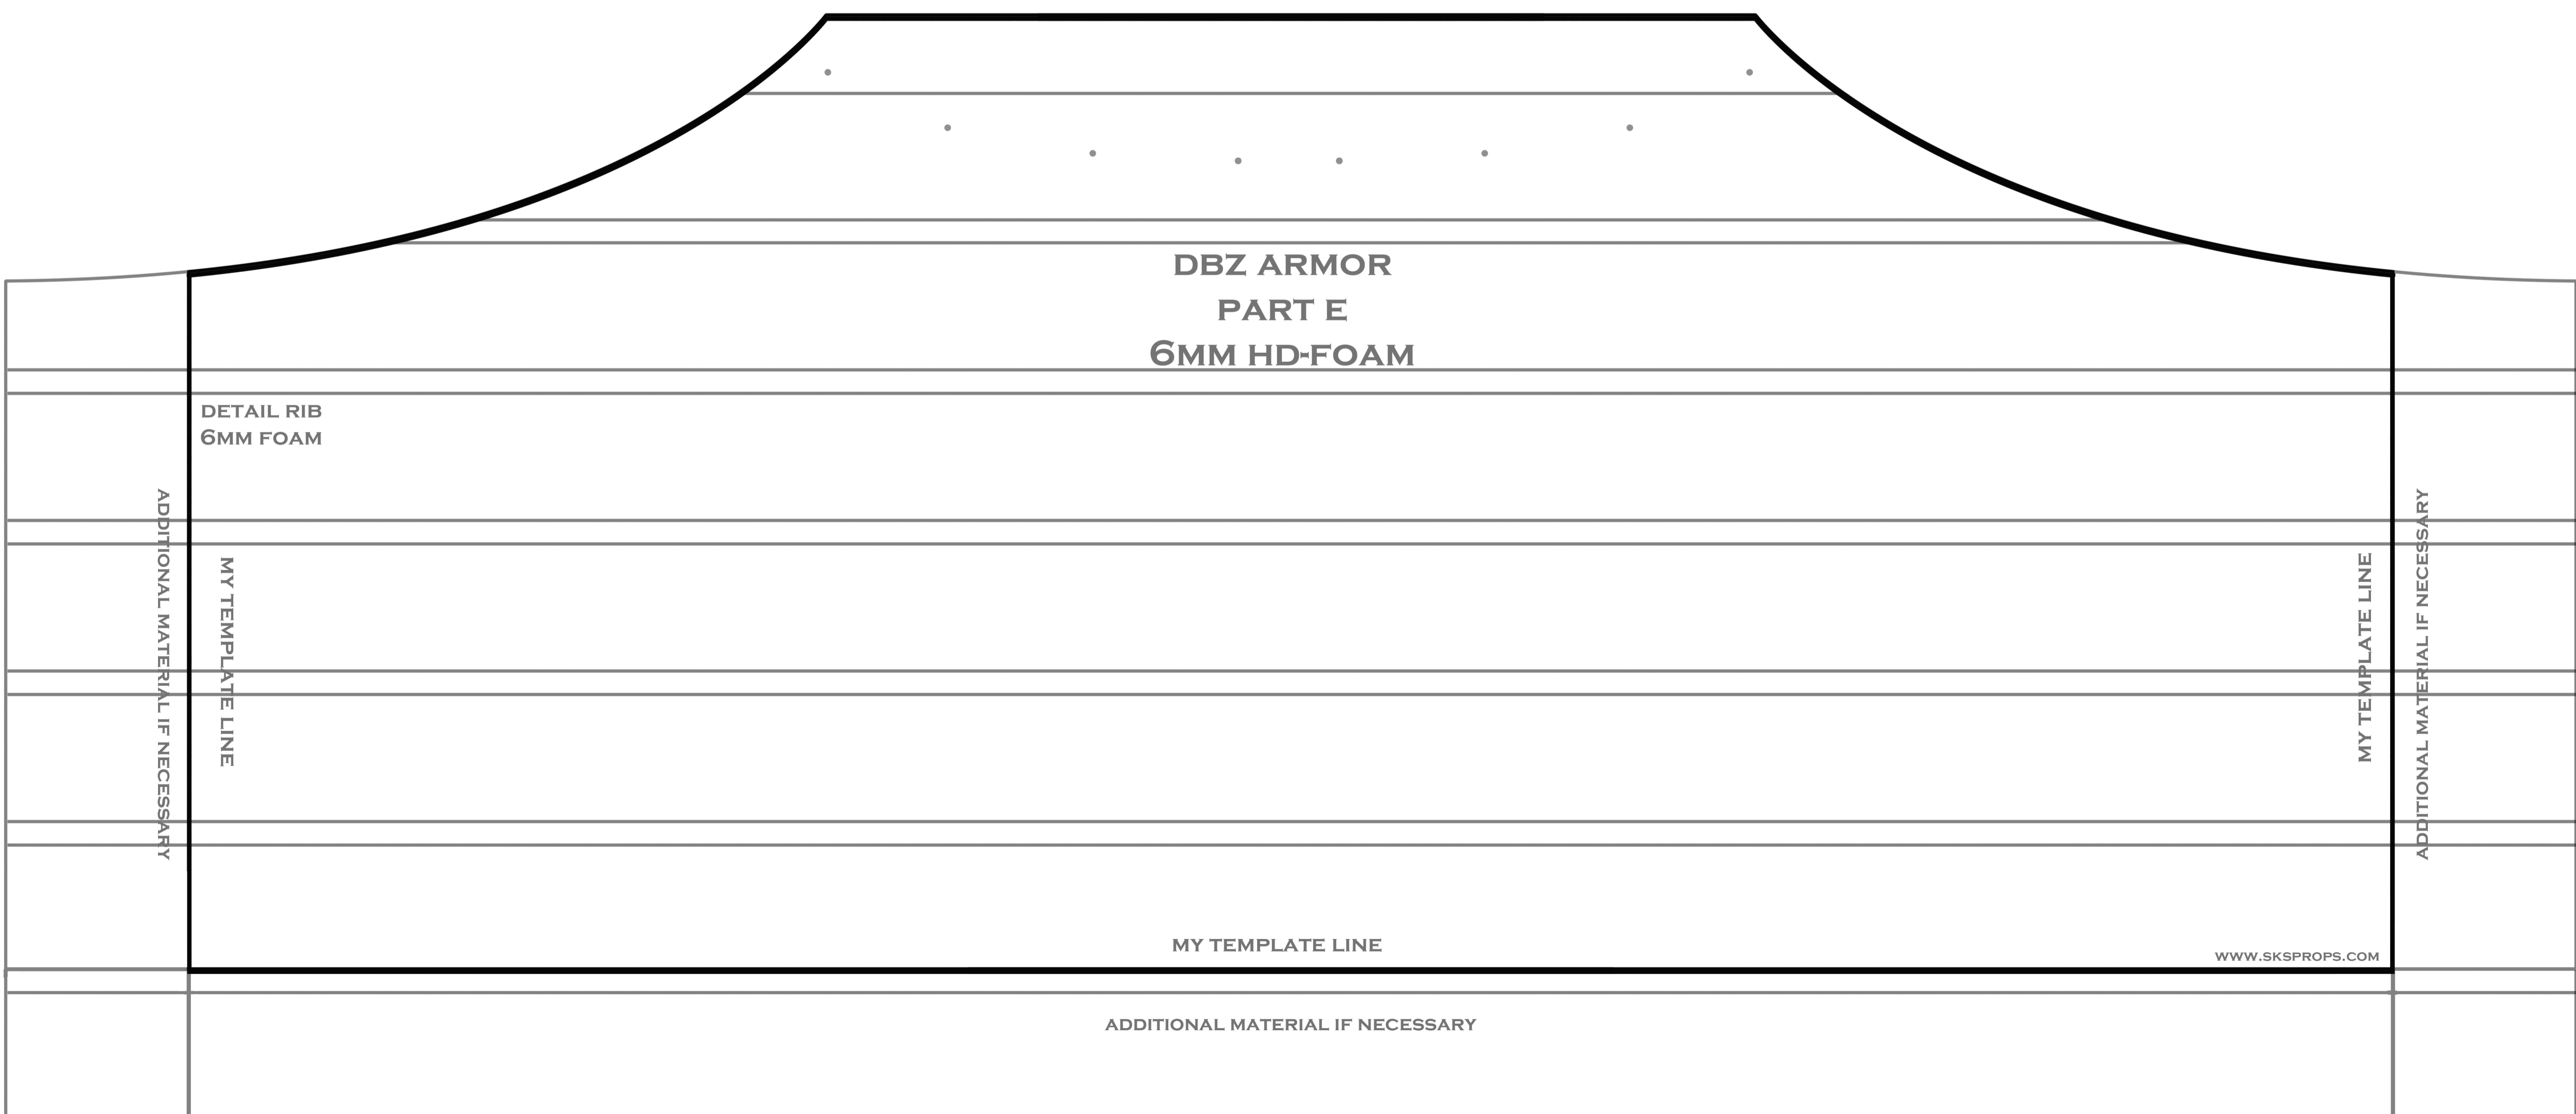 DBZ ARMOR
PART E
6MM HD-FOAM
DETAIL RIB
6MM FOAM
ADDITIONAL MATERIAL IF NECESSARY
MY TEMPLATE LINE
MY TEMPLATE LINE
ADDITIONAL MATERIAL IF NECESSARY
MY TEMPLATE LINE
WWW.SKSPROPS.COM
ADDITIONAL MATERIAL IF NECESSARY